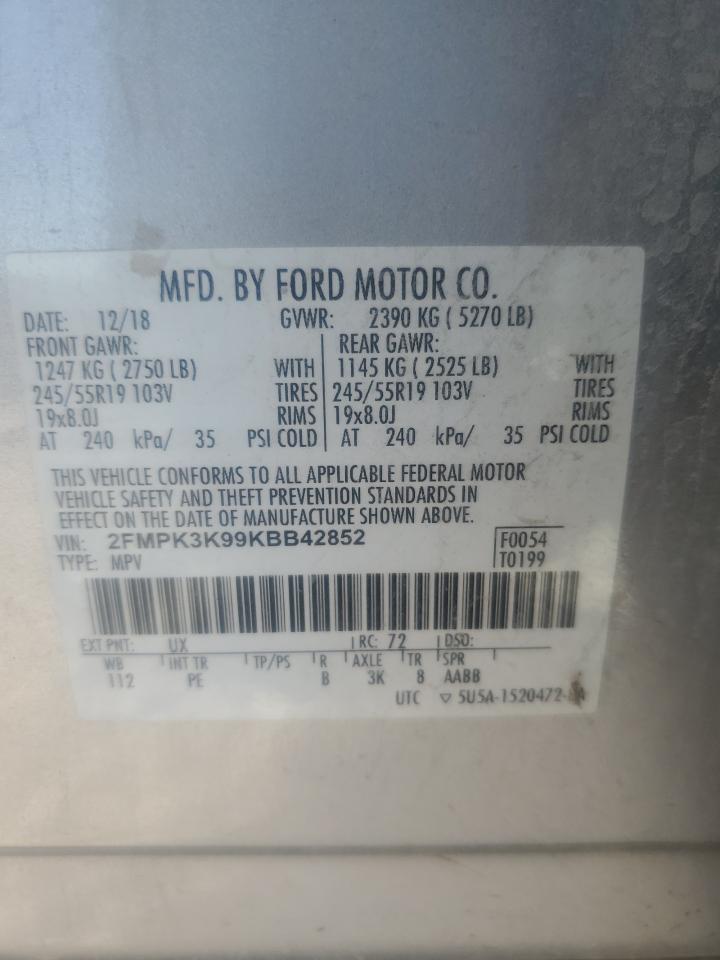 MFD. BY FORD MOTOR CO.
DATE: 12/18 GVWR: 2390 KG ( 5270 LB)
FRONT GAWR: REAR GAWR:
1247 KG ( 2750 LB) WITH 1145 KG ( 2525 LB) WITH
245/55R19 103V TIRES 245/55R19 103V TIRES
19x8.0J RIMS 19x8.0J RIMS
AT 240 kPa/ 35 PSI COLD AT 240 kPa/ 35 PSI COLD
THIS VEHICLE CONFORMS TO ALL APPLICABLE FEDERAL MOTOR
VEHICLE SAFETY AND THEFT PREVENTION STANDARDS IN
EFFECT ON THE DATE OF MANUFACTURE SHOWN ABOVE.
VIN: 2FMPK3K99KBB42852 F0054
TYPE: MPV T0199
EXT PNT: UX RC: 72 DSO:
WB INT TR TP/PS R AXLE TR SPR
112 PE B 3K 8 AABB
UTC ▽ 5U5A-1520472-